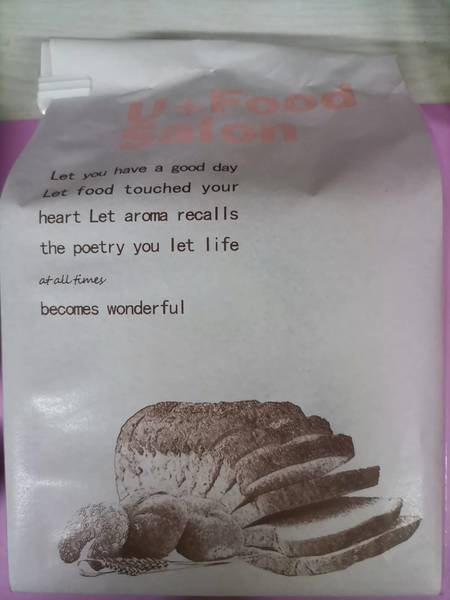 U+Food
Salon
Let you have a good day
Let food touched your
heart Let aroma recalls
the poetry you let life
at all times
becomes wonderful